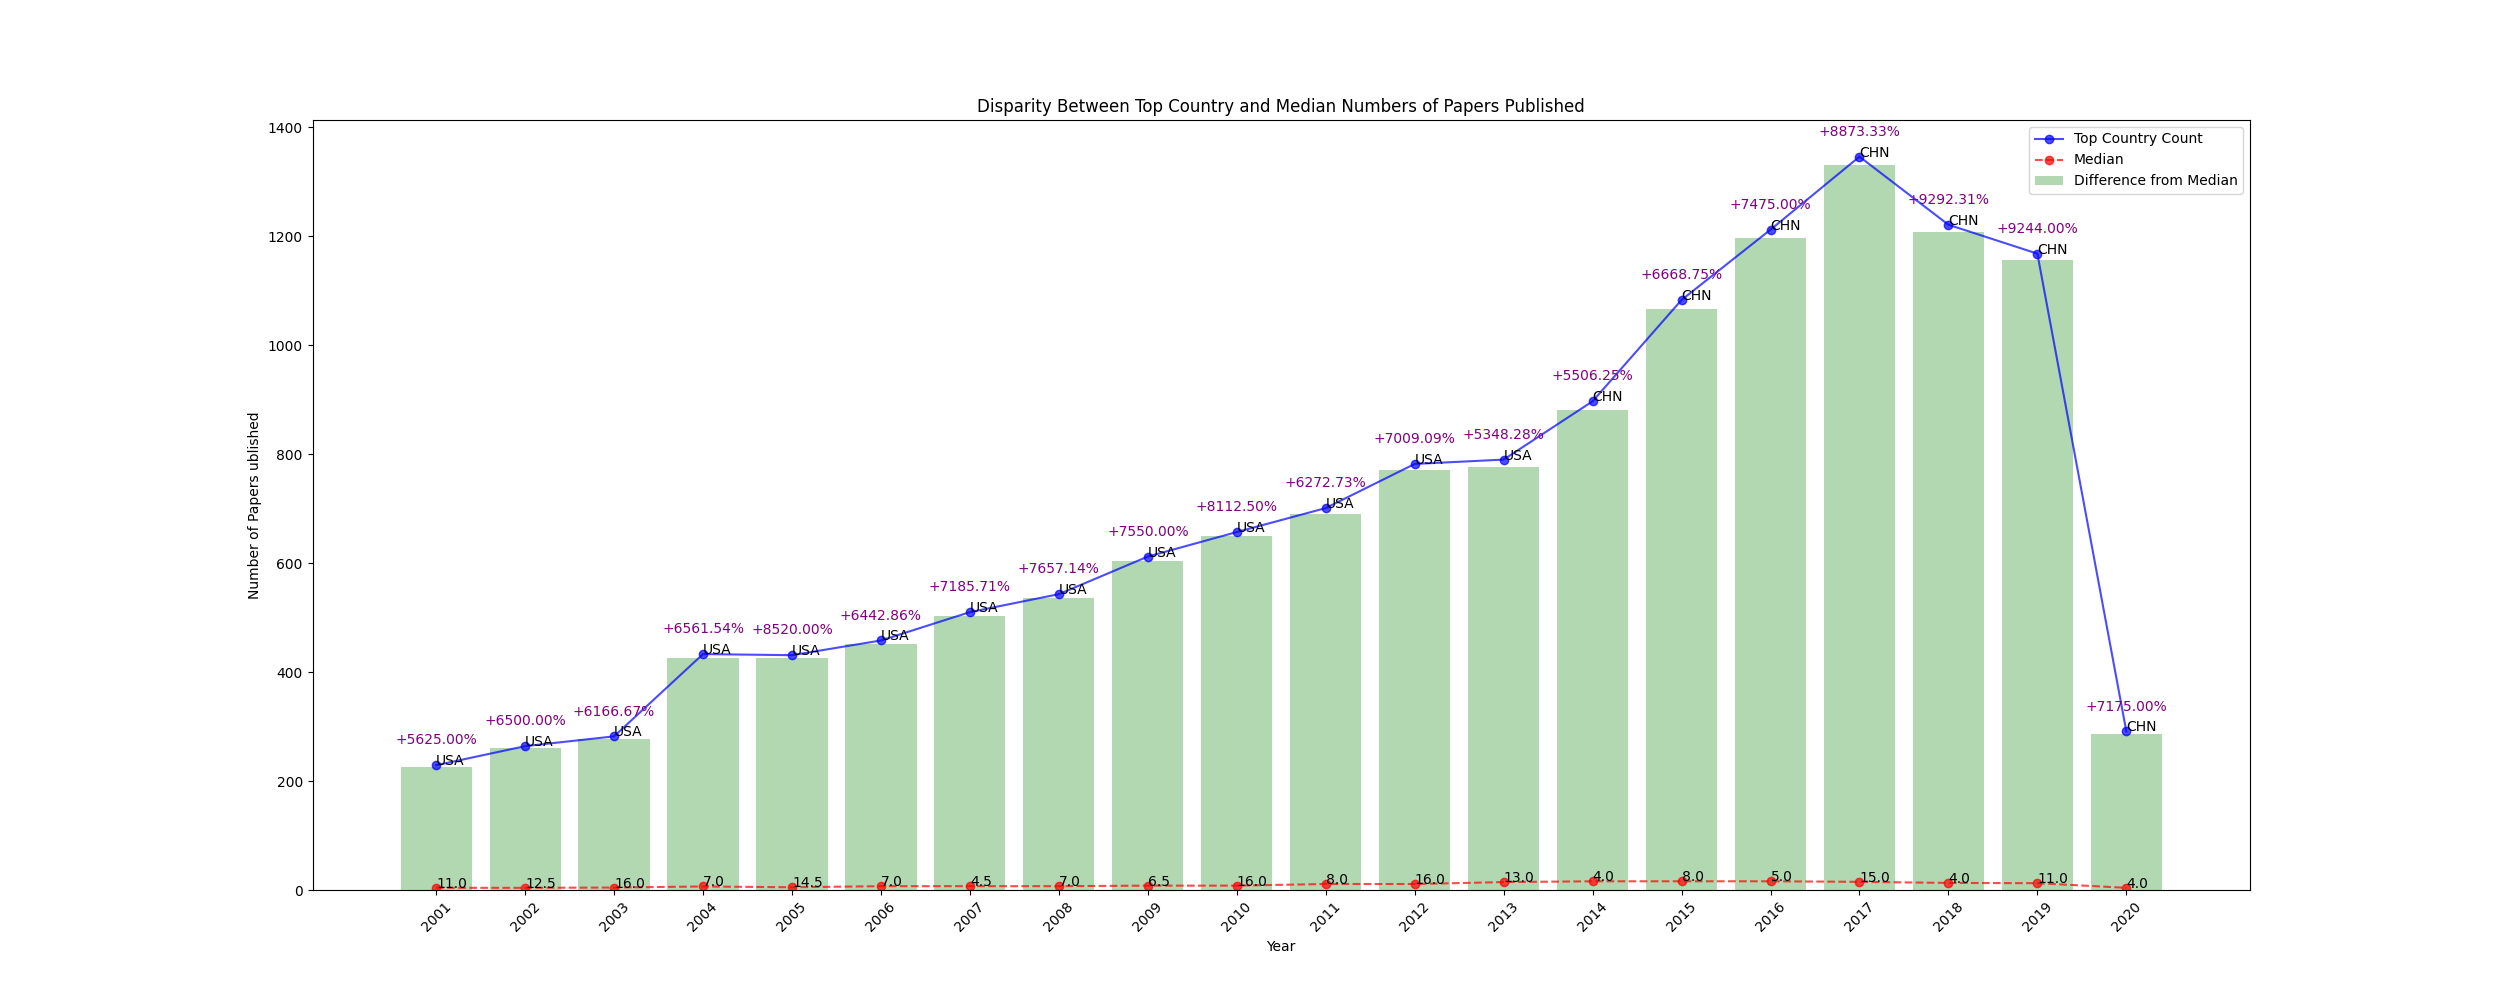 Disparity Between Top Country and Median Numbers of Papers Published
Top Country Count
Median
Difference from Median
Number of Papers ublished
1400
1200
1000
800
600
400
200
0
+5625.00%
+6500.00%
+6166.67%
+6561.54%
+8520.00%
+6442.86%
+7185.71%
+7657.14%
+7550.00%
+8112.50%
+6272.73%
+7009.09%
+5348.28%
+5506.25%
+6668.75%
+7475.00%
+8873.33%
+9292.31%
+9244.00%
+7175.00%
USA
USA
USA
USA
USA
USA
USA
USA
USA
USA
USA
USA
USA
CHN
CHN
CHN
CHN
CHN
CHN
CHN
11.0
12.5
16.0
7.0
14.5
7.0
4.5
7.0
6.5
16.0
8.0
16.0
13.0
4.0
8.0
5.0
15.0
4.0
11.0
4.0
2001
2002
2003
2004
2005
2006
2007
2008
2009
2010
2011
2012
2013
2014
2015
2016
2017
2018
2019
2020
Year